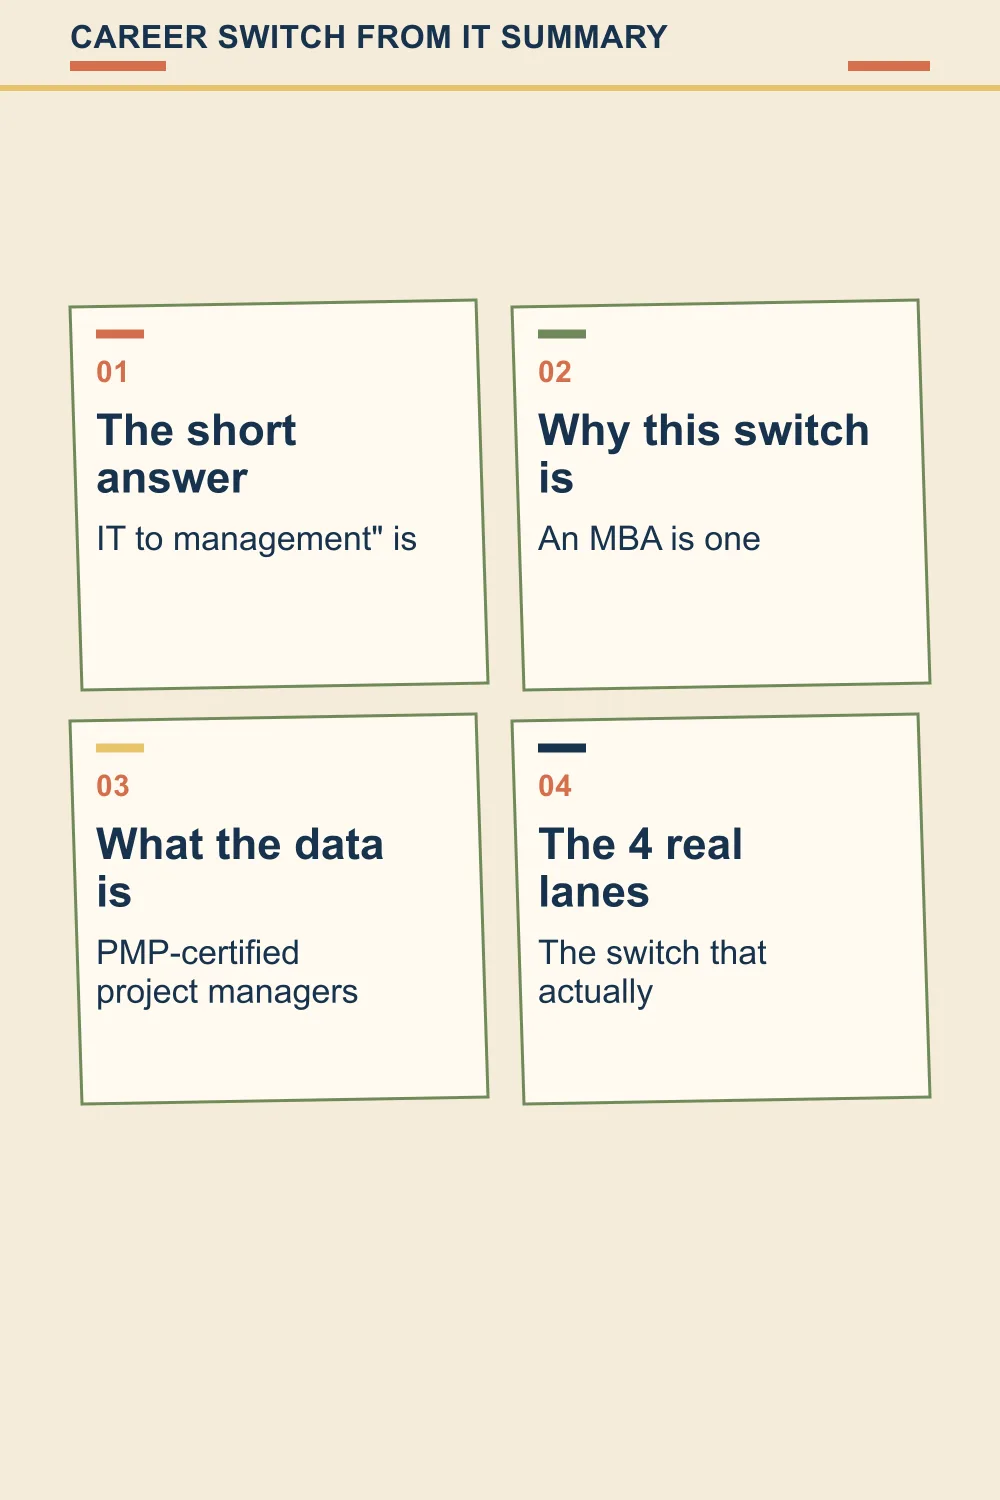 CAREER SWITCH FROM IT SUMMARY
01
The short
answer
IT to management" is
02
Why this switch
is
An MBA is one
03
What the data
is
PMP-certified
project managers
04
The 4 real
lanes
The switch that
actually